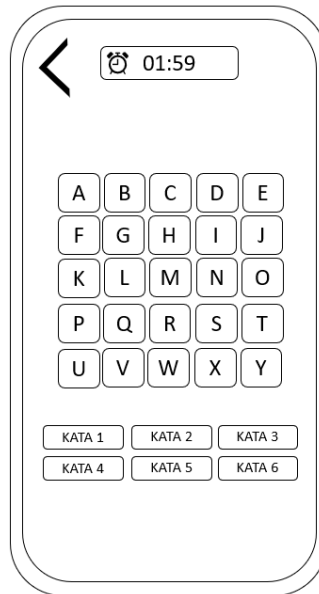 01:59
A B C D E
F G H I J
K L M N O
P Q R S T
U V W X Y
KATA 1 KATA 2 KATA 3
KATA 4 KATA 5 KATA 6